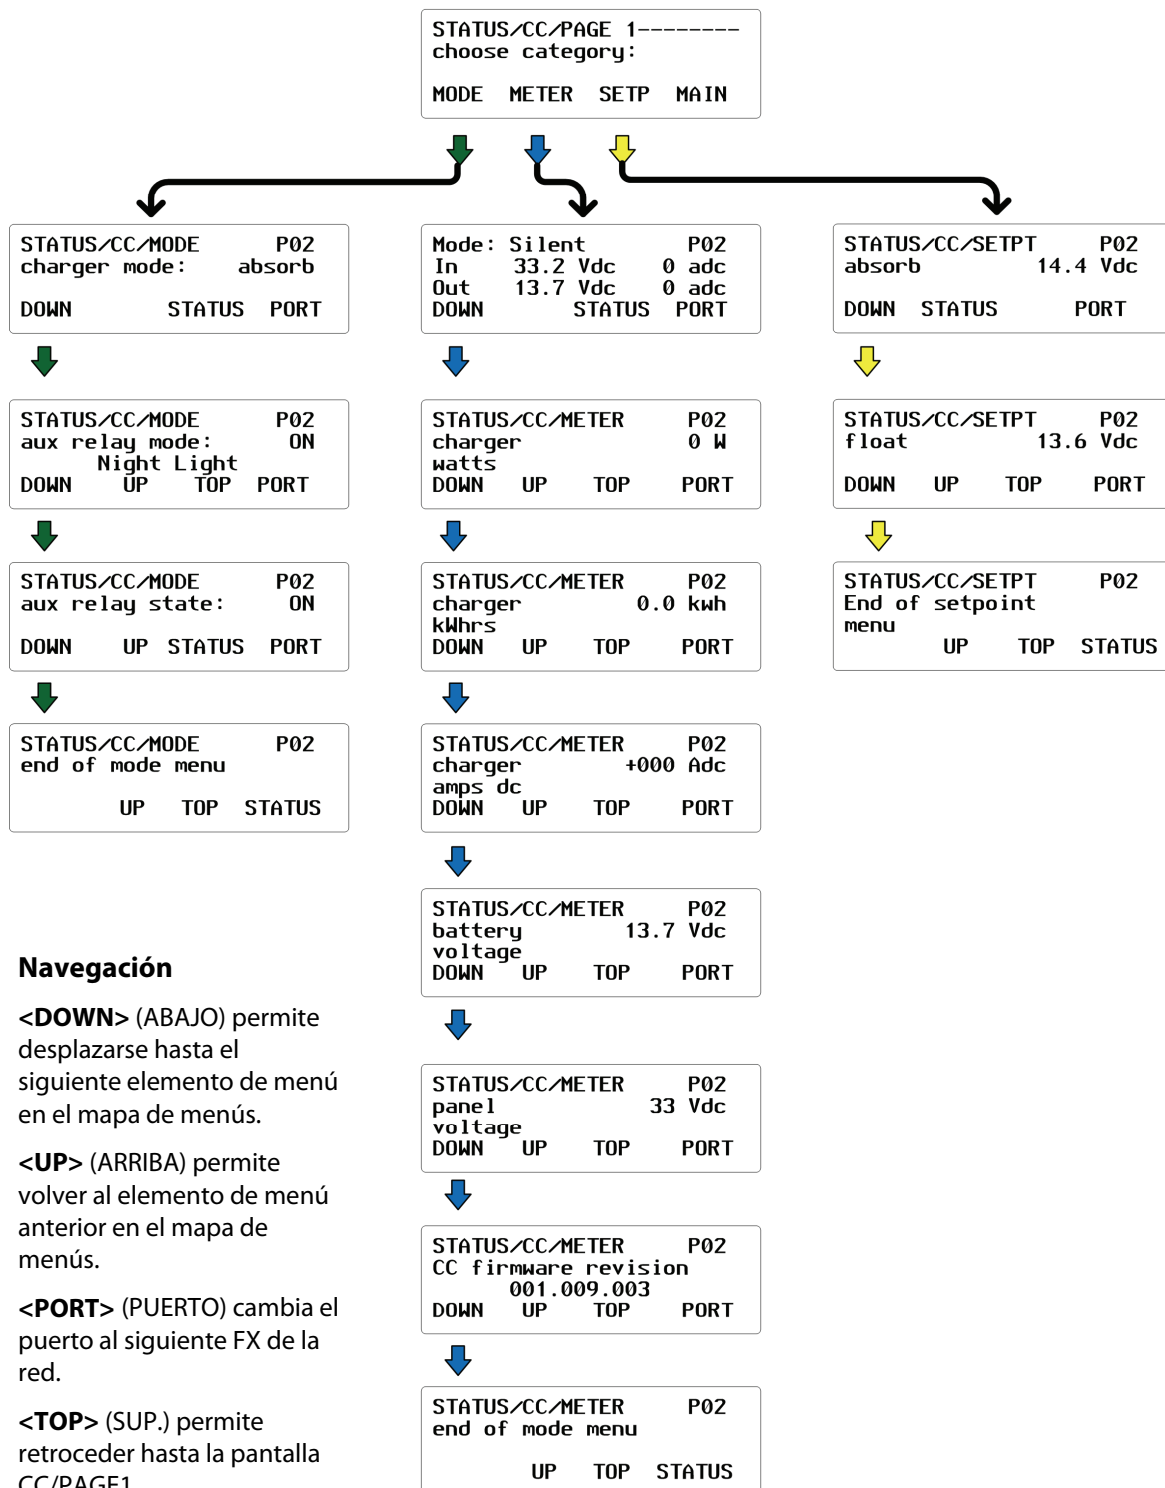 STATUS/CC/PAGE 1--------
choose category:
MODE METER SETP MAIN
STATUS/CC/MODE P02
charger mode: absorb
DOWN STATUS PORT
STATUS/CC/MODE P02
aux relay mode: ON
Night Light
DOWN UP TOP PORT
STATUS/CC/MODE P02
aux relay state: ON
DOWN UP STATUS PORT
STATUS/CC/MODE P02
end of mode menu
UP TOP STATUS
Mode: Silent P02
In 33.2 Vdc 0 adc
Out 13.7 Vdc 0 adc
DOWN STATUS PORT
STATUS/CC/METER P02
charger 0 W
watts
DOWN UP TOP PORT
STATUS/CC/METER P02
charger 0.0 kwh
kWhrs
DOWN UP TOP PORT
STATUS/CC/METER P02
charger +000 Adc
amps dc
DOWN UP TOP PORT
STATUS/CC/METER P02
battery 13.7 Vdc
voltage
DOWN UP TOP PORT
STATUS/CC/METER P02
panel 33 Vdc
voltage
DOWN UP TOP PORT
STATUS/CC/METER P02
CC firmware revision
001.009.003
DOWN UP TOP PORT
STATUS/CC/METER P02
end of mode menu
UP TOP STATUS
STATUS/CC/SETPT P02
absorb 14.4 Vdc
DOWN STATUS PORT
STATUS/CC/SETPT P02
float 13.6 Vdc
DOWN UP TOP PORT
STATUS/CC/SETPT P02
End of setpoint
menu
UP TOP STATUS
Navegación
<DOWN> (ABAJO) permite
desplazarse hasta el
siguiente elemento de menú
en el mapa de menús.
<UP> (ARRIBA) permite
volver al elemento de menú
anterior en el mapa de
menús.
<PORT> (PUERTO) cambia el
puerto al siguiente FX de la
red.
<TOP> (SUP.) permite
retroceder hasta la pantalla
CC/PAGE1